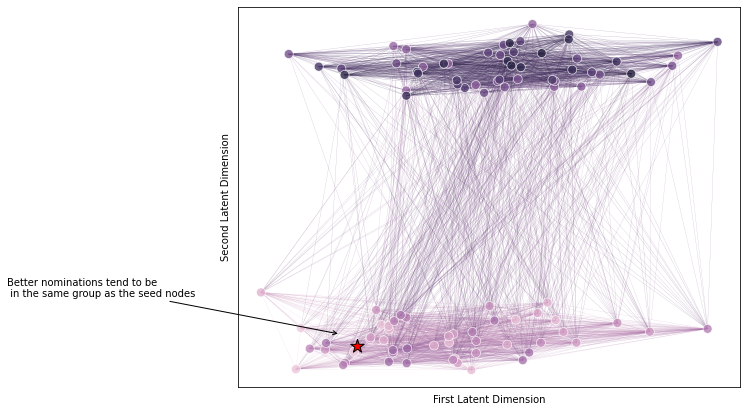 Second Latent Dimension
Better nominations tend to be
in the same group as the seed nodes
First Latent Dimension